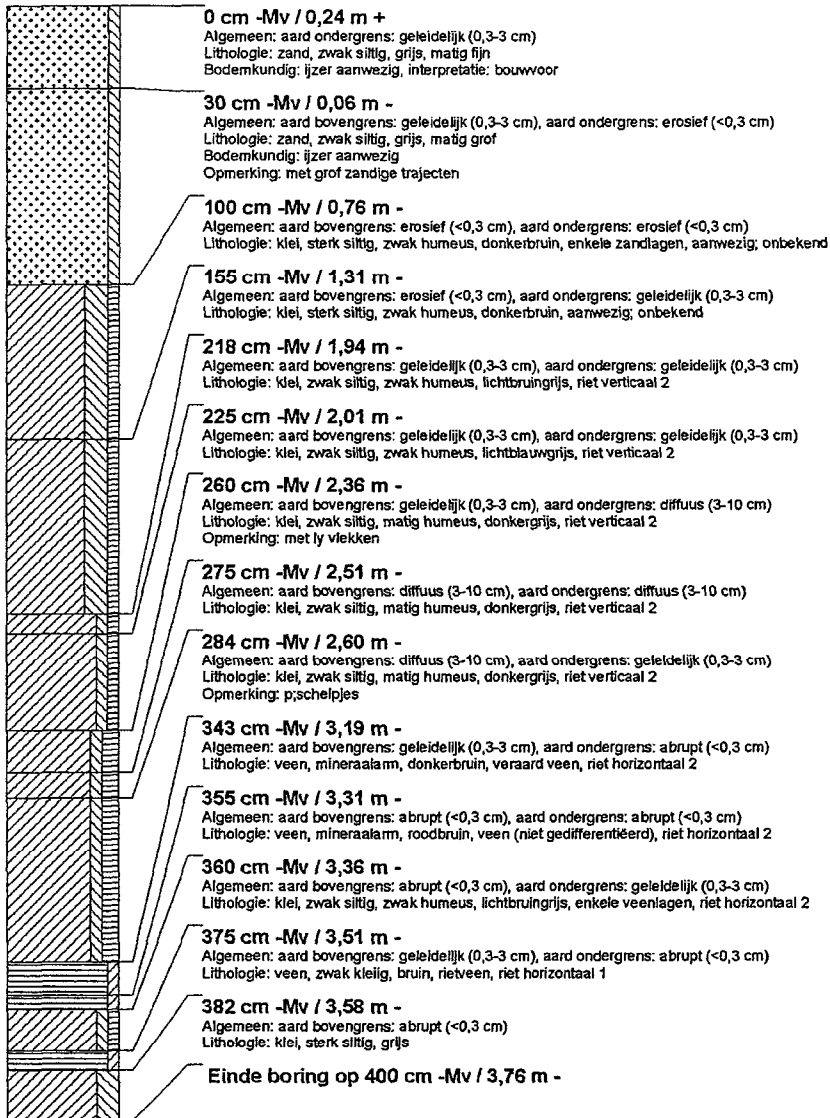 0 cm -Mv / 0,24 m +
Algemeen: aard ondergrens: geleidelijk (0,3-3 cm)
Lithologie: zand, zwak siltig, grijs, matig fijn
Bodemkundig: ijzer aanwezig, interpretatie: bouwvoor
30 cm -Mv / 0,06 m -
Algemeen: aard bovengrens: geleidelijk (0,3-3 cm), aard ondergrens: erosief (<0,3 cm)
Lithologie: zand, zwak siltig, grijs, matig grof
Bodemkundig: ijzer aanwezig
Opmerking: met grof zandige trajecten
100 cm -Mv / 0,76 m -
Algemeen: aard bovengrens: erosief (<0,3 cm), aard ondergrens: erosief (<0,3 cm)
Lithologie: klei, sterk siltig, zwak humeus, donkerbruin, enkele zandlagen, aanwezig; onbekend
155 cm -Mv / 1,31 m -
Algemeen: aard bovengrens: erosief (<0,3 cm), aard ondergrens: geleidelijk (0,3-3 cm)
Lithologie: klei, sterk siltig, zwak humeus, donkerbruin, aanwezig; onbekend
218 cm -Mv / 1,94 m -
Algemeen: aard bovengrens: geleidelijk (0,3-3 cm), aard ondergrens: geleidelijk (0,3-3 cm)
Lithologie: klei, zwak siltig, zwak humeus, lichtbruingrijs, riet verticaal 2
225 cm -Mv / 2,01 m -
Algemeen: aard bovengrens: geleidelijk (0,3-3 cm), aard ondergrens: geleidelijk (0,3-3 cm)
Lithologie: klei, zwak siltig, zwak humeus, lichtblauwgrijs, riet verticaal 2
260 cm -Mv / 2,36 m -
Algemeen: aard bovengrens: geleidelijk (0,3-3 cm), aard ondergrens: diffuus (3-10 cm)
Lithologie: klei, zwak siltig, matig humeus, donkergrijs, riet verticaal 2
Opmerking: met ly vlekken
275 cm -Mv / 2,51 m -
Algemeen: aard bovengrens: diffuus (3-10 cm), aard ondergrens: diffuus (3-10 cm)
Lithologie: klei, zwak siltig, matig humeus, donkergrijs, riet verticaal 2
284 cm -Mv / 2,60 m -
Algemeen: aard bovengrens: diffuus (3-10 cm), aard ondergrens: geleidelijk (0,3-3 cm)
Lithologie: klei, zwak siltig, matig humeus, donkergrijs, riet verticaal 2
Opmerking: p;schelpjes
343 cm -Mv / 3,19 m -
Algemeen: aard bovengrens: geleidelijk (0,3-3 cm), aard ondergrens: abrupt (<0,3 cm)
Lithologie: veen, mineraalarm, donkerbruin, veraard veen, riet horizontaal 2
355 cm -Mv / 3,31 m -
Algemeen: aard bovengrens: abrupt (<0,3 cm), aard ondergrens: abrupt (<0,3 cm)
Lithologie: veen, mineraalarm, roodbruin, veen (niet gedifferentiëerd), riet horizontaal 2
360 cm -Mv / 3,36 m -
Algemeen: aard bovengrens: abrupt (<0,3 cm), aard ondergrens: geleidelijk (0,3-3 cm)
Lithologie: klei, zwak siltig, zwak humeus, lichtbruingrijs, enkele veenlagen, riet horizontaal 2
375 cm -Mv / 3,51 m -
Algemeen: aard bovengrens: geleidelijk (0,3-3 cm), aard ondergrens: abrupt (<0,3 cm)
Lithologie: veen, zwak kleiig, bruin, rietveen, riet horizontaal 1
382 cm -Mv / 3,58 m -
Algemeen: aard bovengrens: abrupt (<0,3 cm)
Lithologie: klei, sterk siltig, grijs
Einde boring op 400 cm -Mv / 3,76 m -